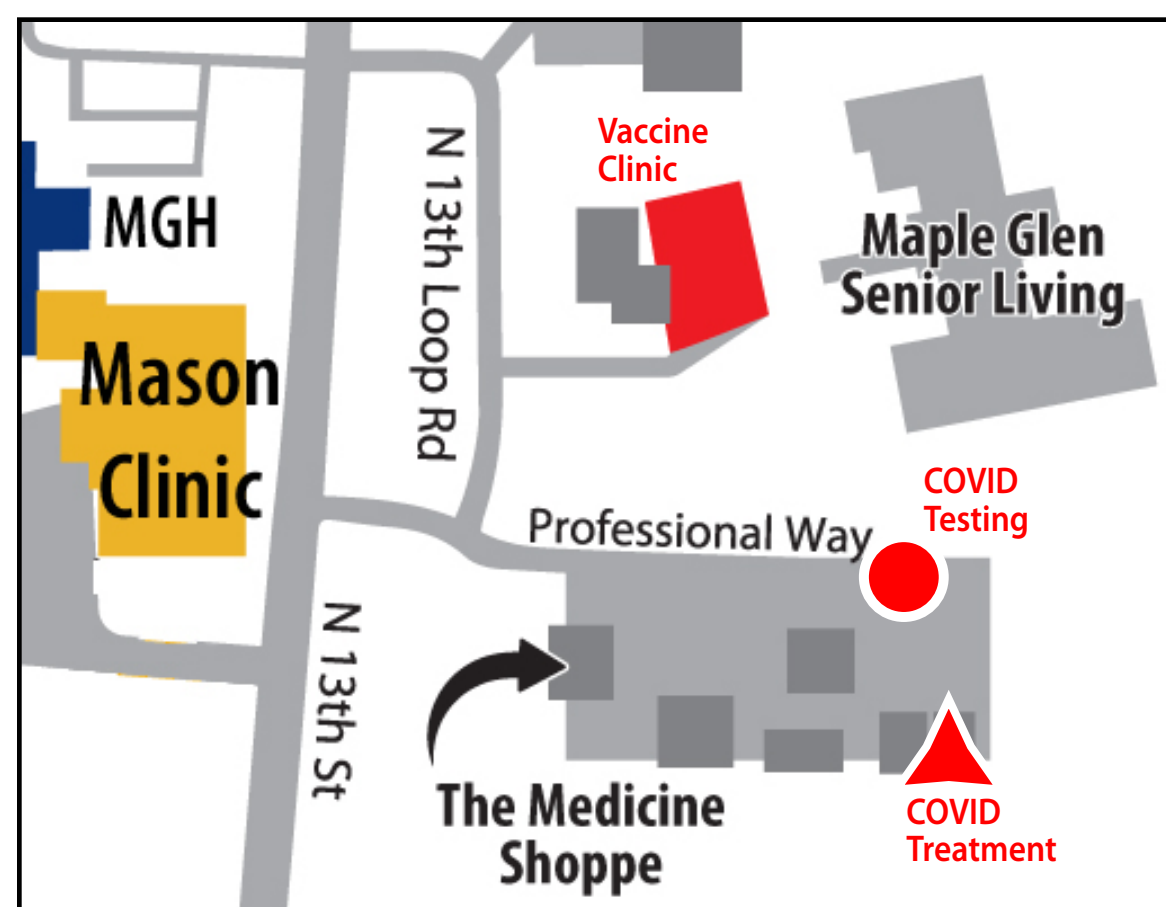 Vaccine
Clinic
MGH
N 13th Loop Rd
Maple Glen
Senior Living
Mason
Clinic
COVID
Testing
Professional Way
N 13th St
The Medicine
Shoppe
COVID
Treatment